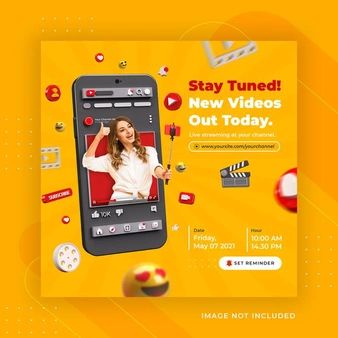 Stay Tuned!
New Videos
Out Today.
Live streaming at your channel.
www.yoursite.com/yourchannel
SUBSCRIBE
10K
Date:
Friday,
May 07 2021
Hour:
10:00 AM
14.30 PM
SET REMINDER
IMAGE NOT INCLUDED